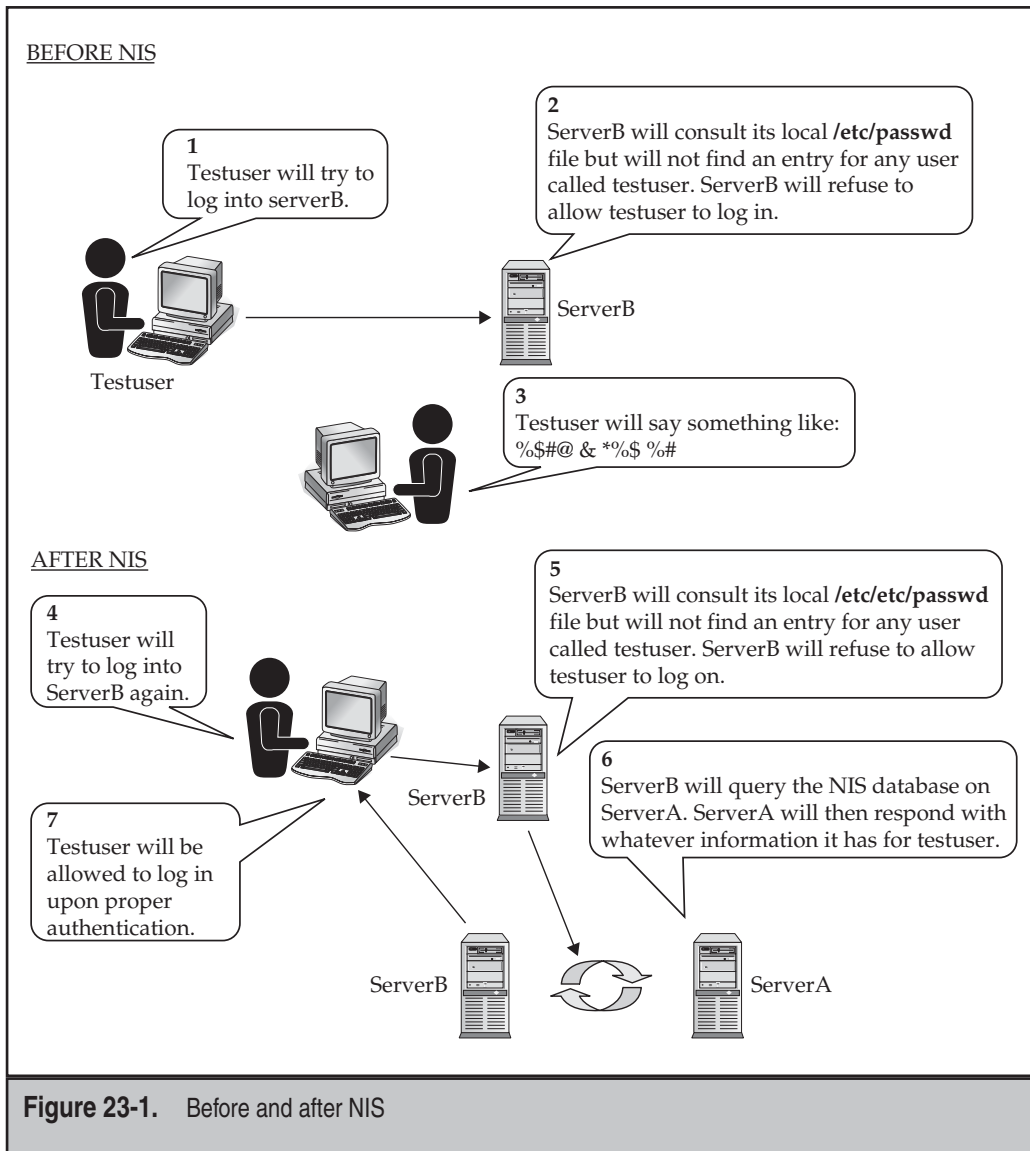 BEFORE NIS
1
Testuser will try to
log into serverB.
2
ServerB will consult its local /etc/passwd
file but will not find an entry for any user
called testuser. ServerB will refuse to
allow testuser to log in.
ServerB
Testuser
3
Testuser will say something like:
%$#@ & *%$ %#
AFTER NIS
4
Testuser will
try to log into
ServerB again.
5
ServerB will consult its local /etc/etc/passwd
file but will not find an entry for any user
called testuser. ServerB will refuse to allow
testuser to log on.
ServerB
6
ServerB will query the NIS database on
ServerA. ServerA will then respond with
whatever information it has for testuser.
7
Testuser will be
allowed to log in
upon proper
authentication.
ServerB
ServerA
Figure 23-1. Before and after NIS